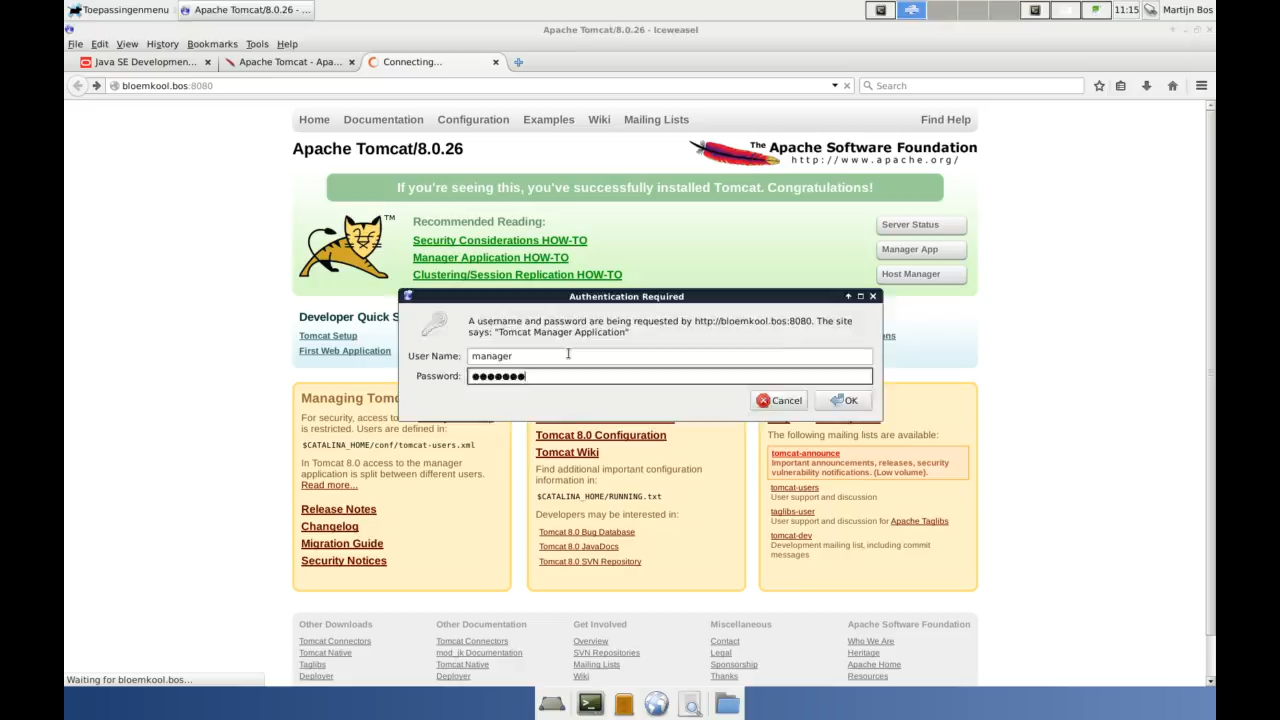 Toepassingenmenu
Apache Tomcat/8.0.26 - ...
11:15
Martijn Bos
Apache Tomcat/8.0.26 - Iceweasel
File Edit View History Bookmarks Tools Help
Java SE Developmen...
Apache Tomcat - Apa...
Connecting...
bloemkool.bos:8080
Search
Home Documentation Configuration Examples Wiki Mailing Lists Find Help
Apache Tomcat/8.0.26
The Apache Software Foundation
http://www.apache.org/
If you're seeing this, you've successfully installed Tomcat. Congratulations!
TM
Recommended Reading:
Security Considerations HOW-TO
Manager Application HOW-TO
Clustering/Session Replication HOW-TO
Server Status
Manager App
Host Manager
Developer Quick S
Tomcat Setup
First Web Application
ns
Authentication Required
A username and password are being requested by http://bloemkool.bos:8080. The site
says: "Tomcat Manager Application"
User Name: manager
Password: ●●●●●●●
Cancel
OK
Managing Tomc
For security, access to
is restricted. Users are defined in:
$CATALINA_HOME/conf/tomcat-users.xml
In Tomcat 8.0 access to the manager
application is split between different users.
Read more...
Release Notes
Changelog
Migration Guide
Security Notices
Tomcat 8.0 Configuration
Tomcat Wiki
Find additional important configuration
information in:
$CATALINA_HOME/RUNNING.txt
Developers may be interested in:
Tomcat 8.0 Bug Database
Tomcat 8.0 JavaDocs
Tomcat 8.0 SVN Repository
The following mailing lists are available:
tomcat-announce
Important announcements, releases, security
vulnerability notifications. (Low volume).
tomcat-users
User support and discussion
taglibs-user
User support and discussion for Apache Taglibs
tomcat-dev
Development mailing list, including commit
messages
Other Downloads
Tomcat Connectors
Tomcat Native
Taglibs
Deployer
Other Documentation
Tomcat Connectors
mod_jk Documentation
Tomcat Native
Deployer
Get Involved
Overview
SVN Repositories
Mailing Lists
Wiki
Miscellaneous
Contact
Legal
Sponsorship
Thanks
Apache Software Foundation
Who We Are
Heritage
Apache Home
Resources
Waiting for bloemkool.bos...